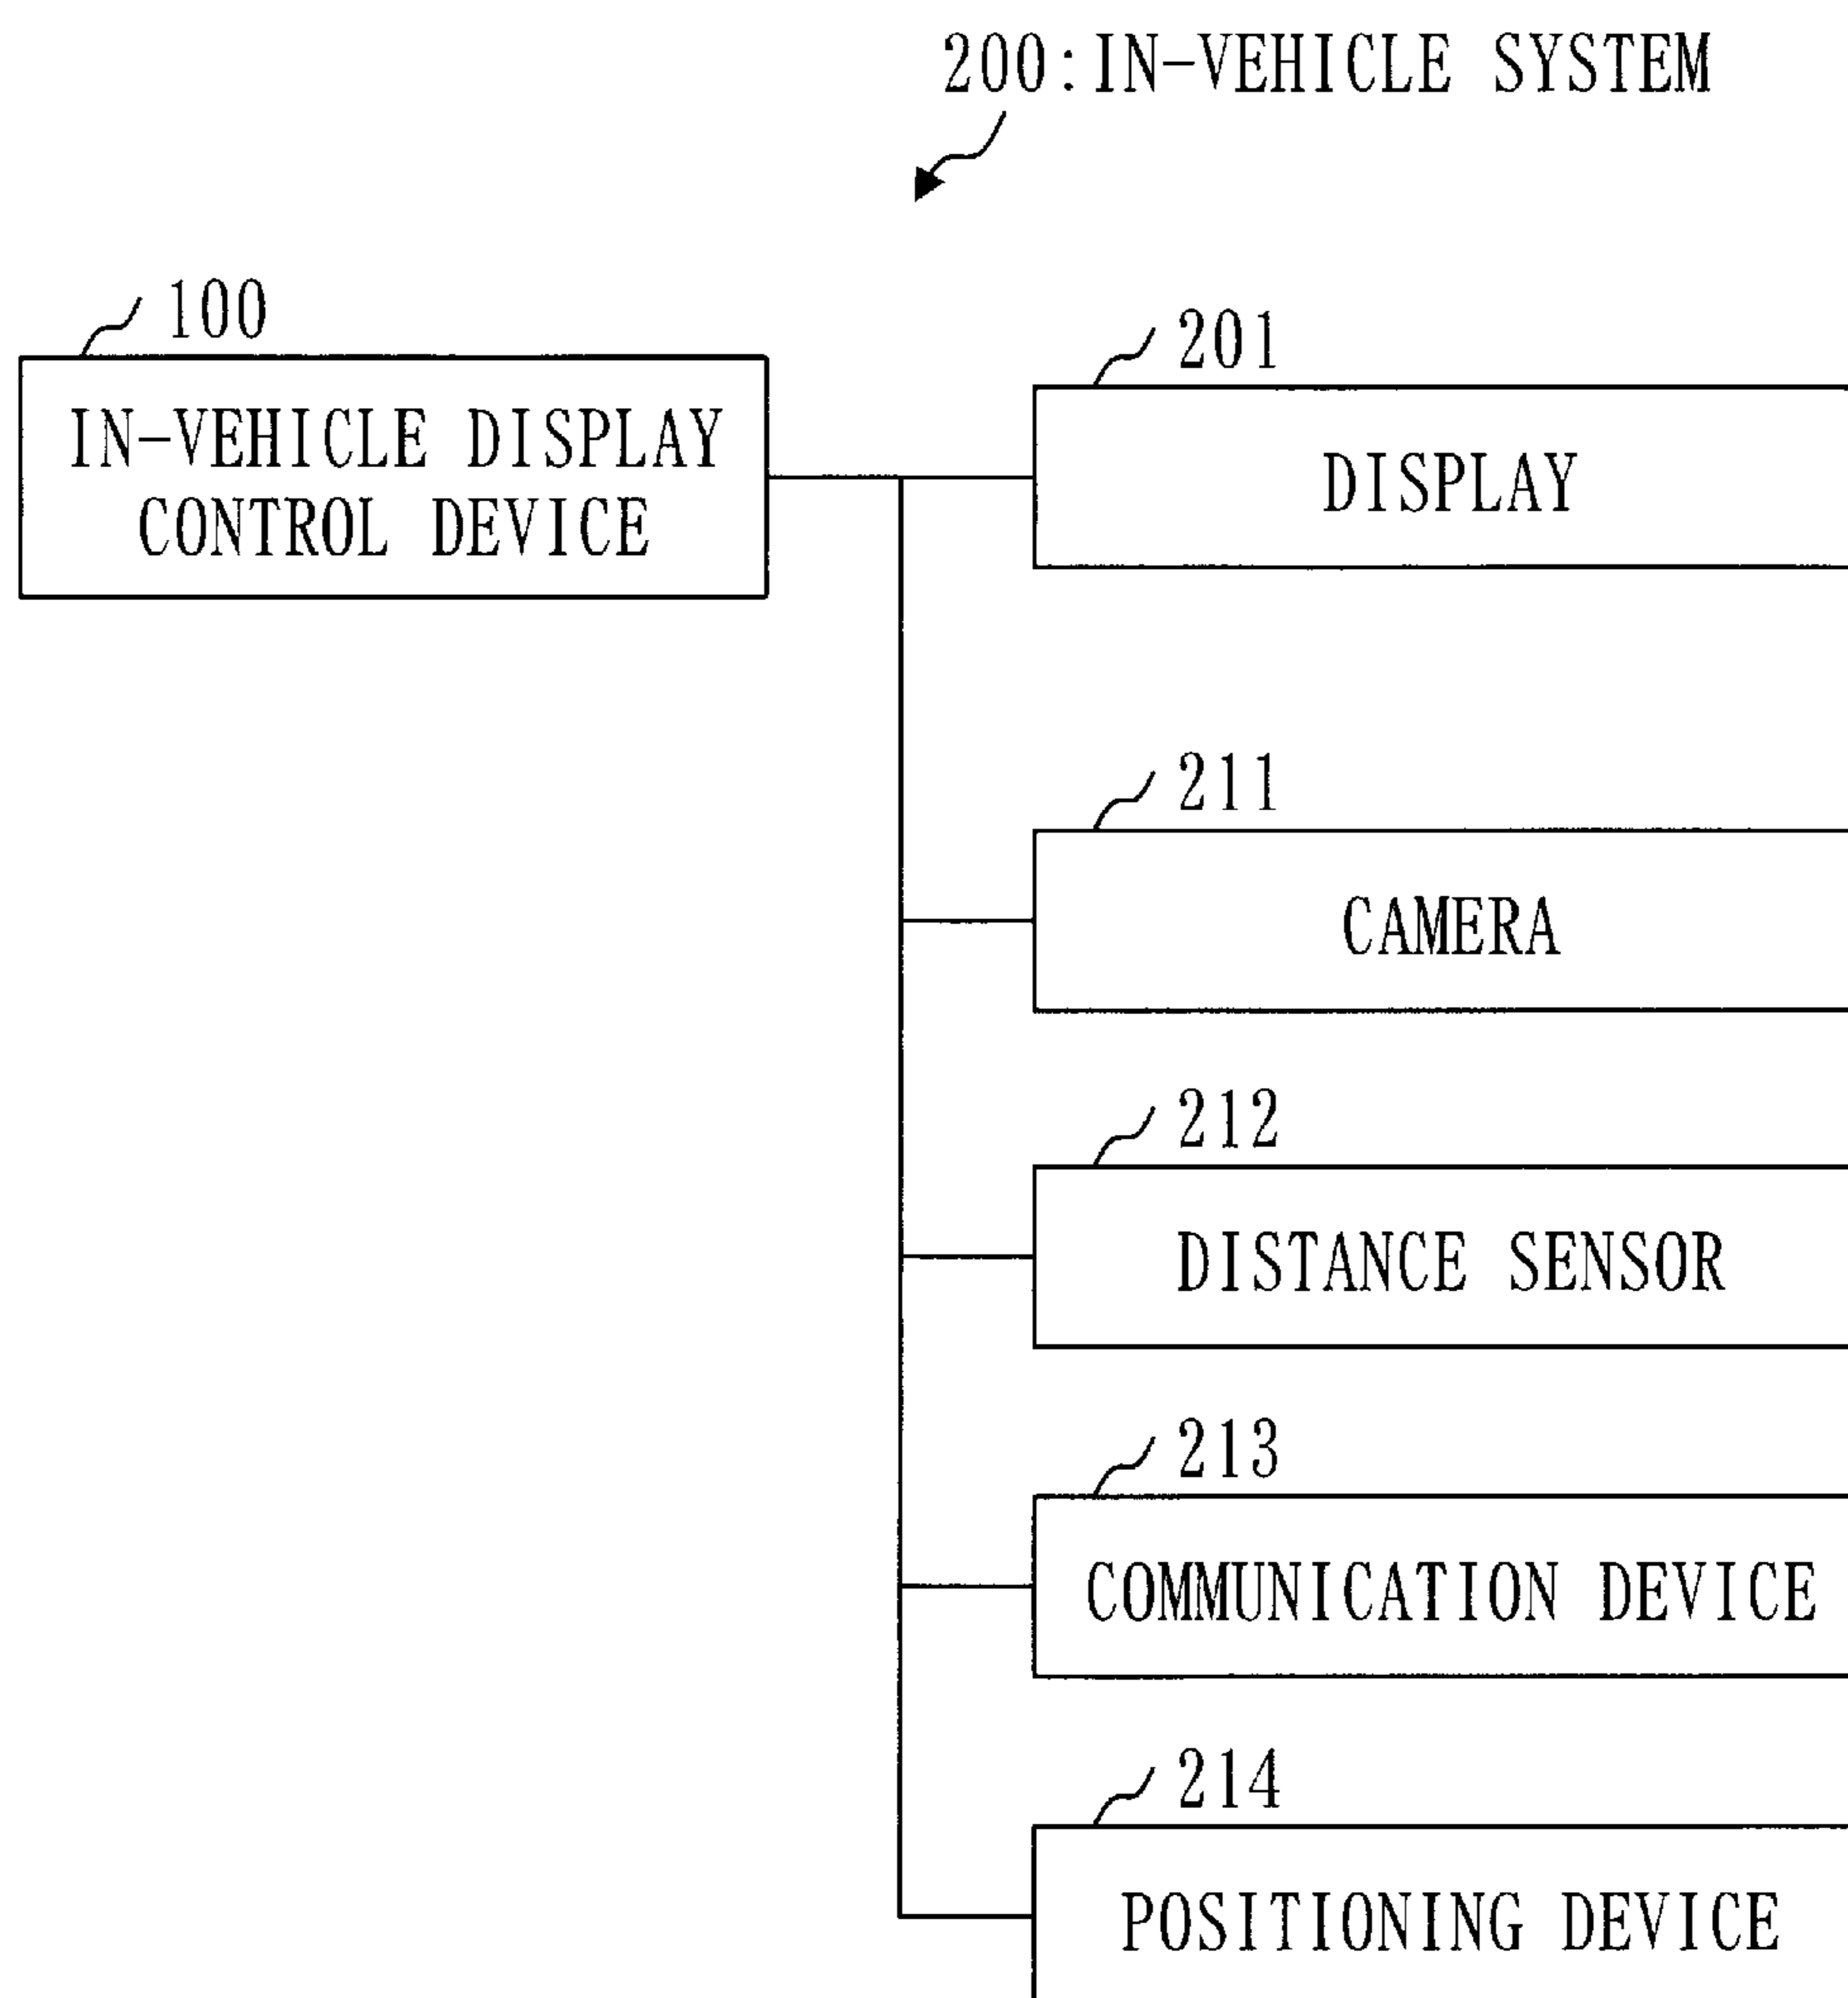 200:IN-VEHICLE SYSTEM
100
IN-VEHICLE DISPLAY
CONTROL DEVICE
201
DISPLAY
211
CAMERA
212
DISTANCE SENSOR
213
COMMUNICATION DEVICE
214
POSITIONING DEVICE